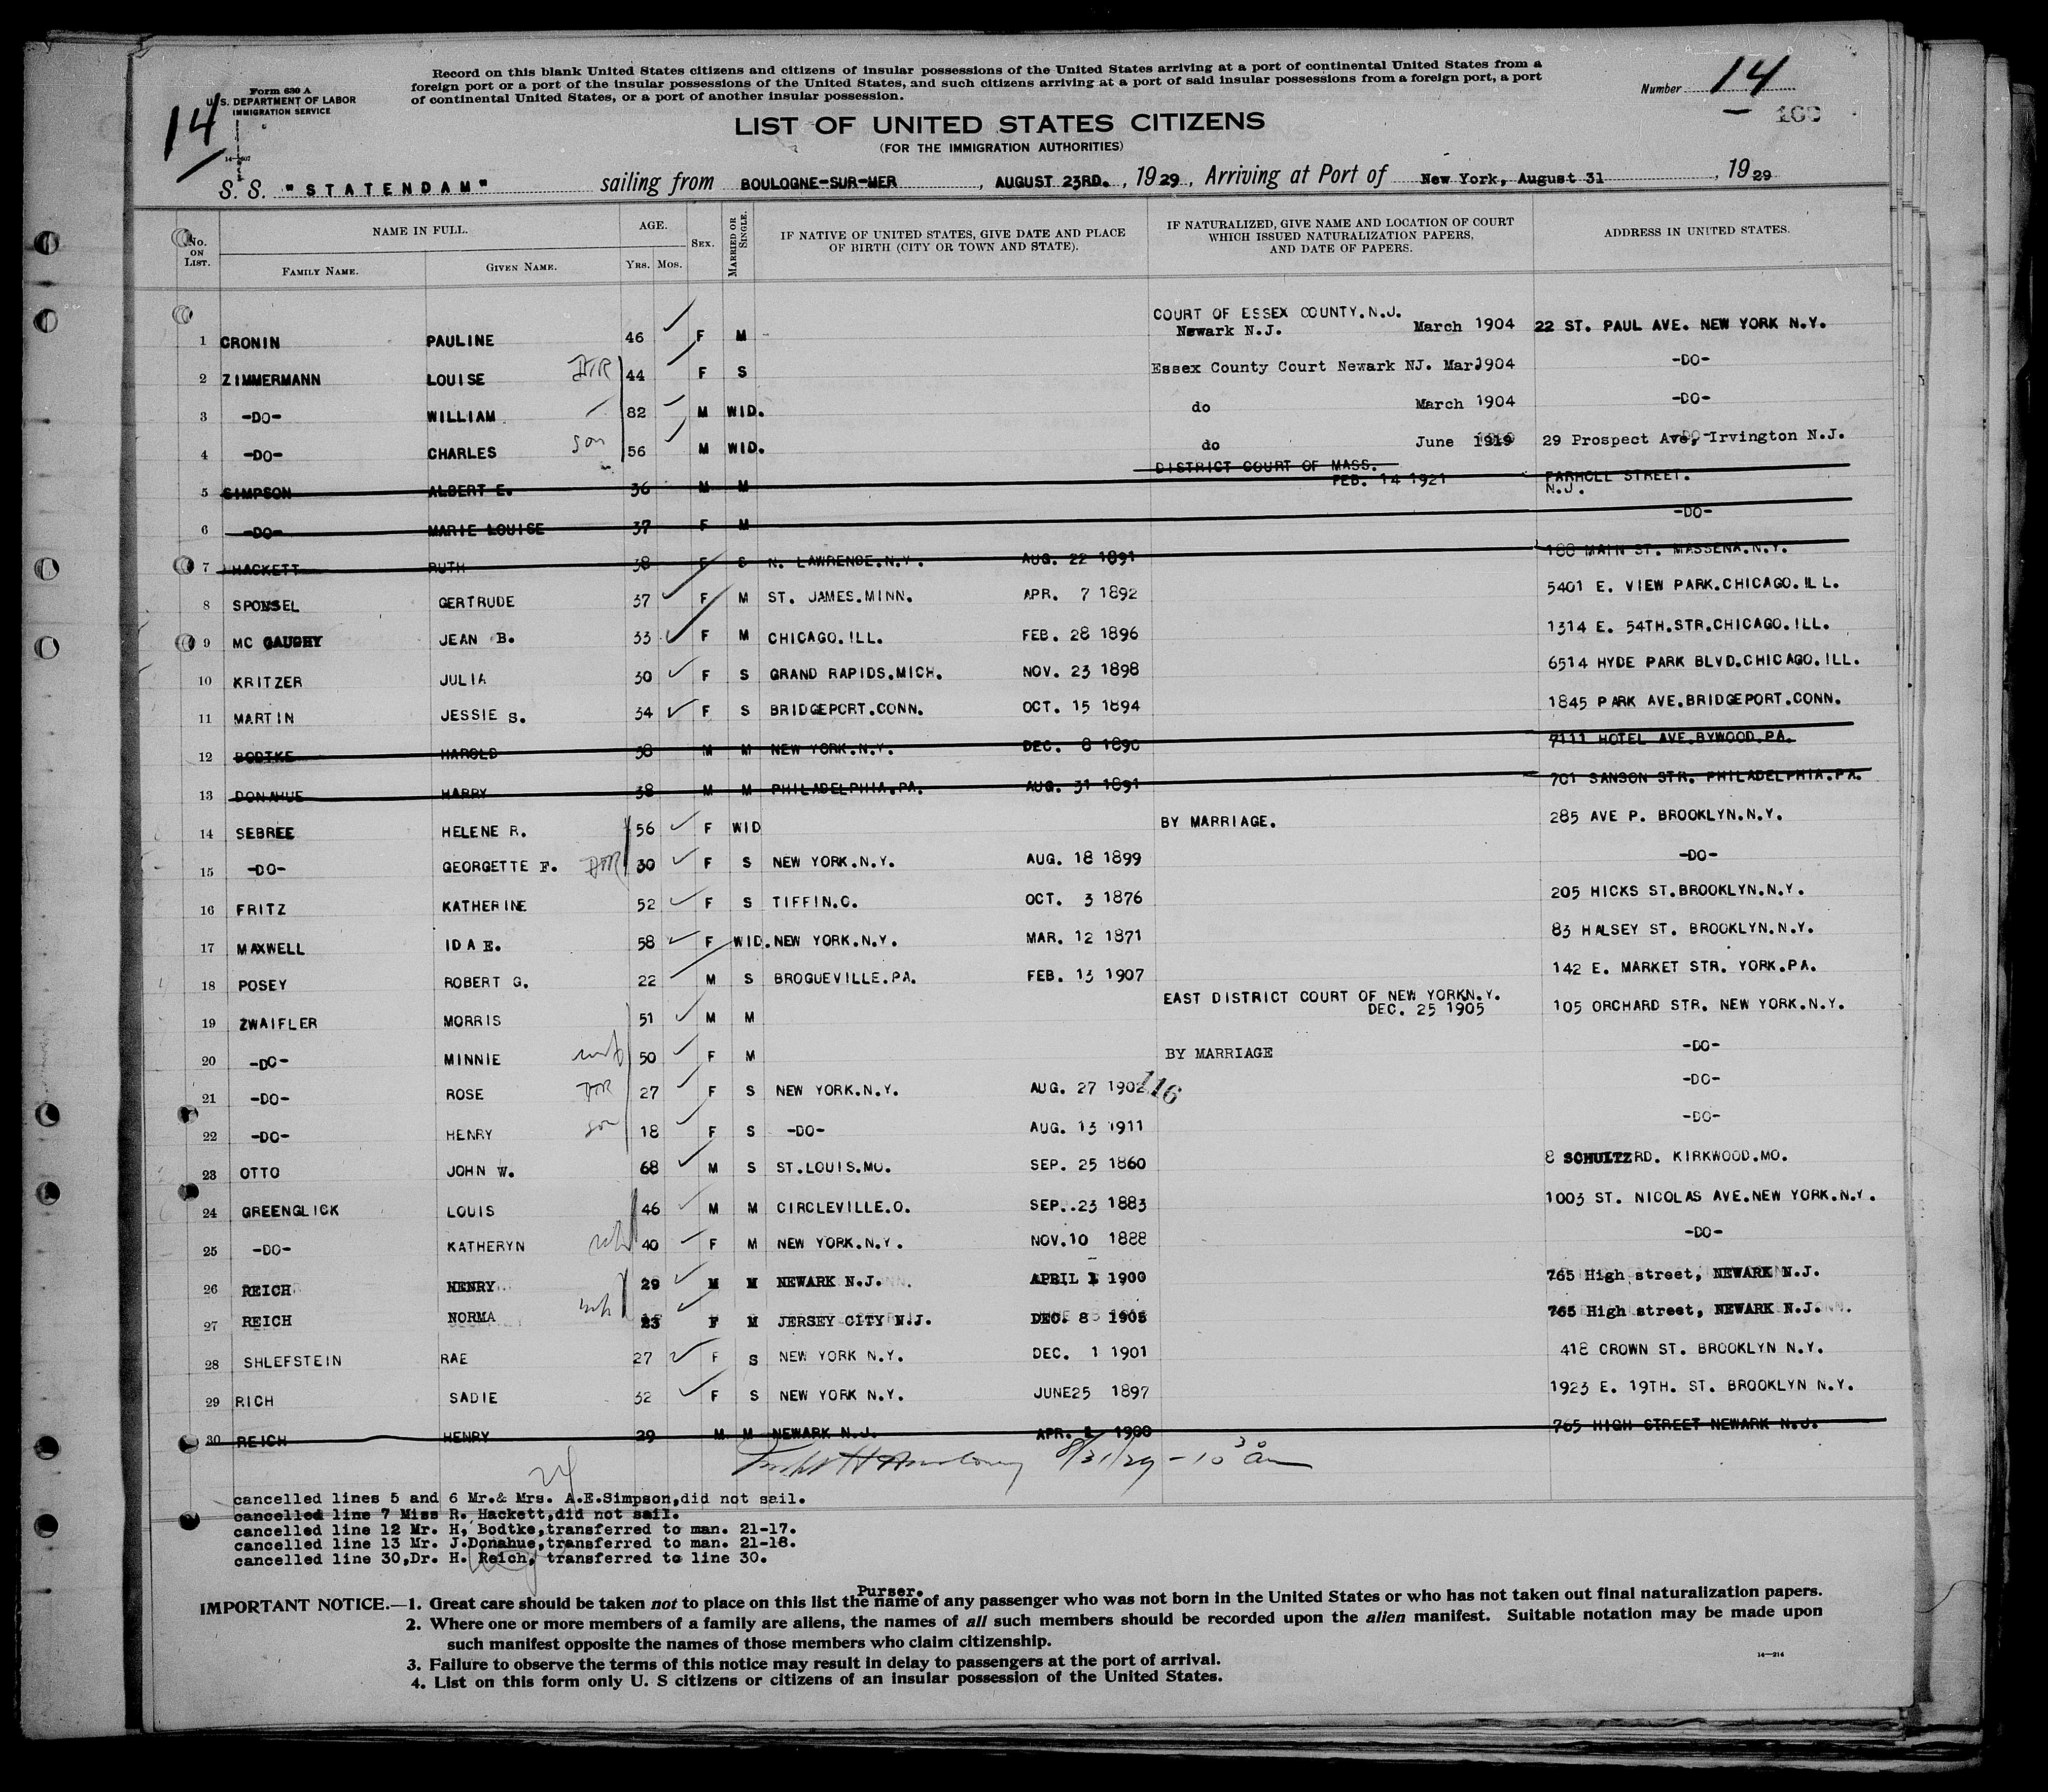 Form 630 A
U.S. DEPARTMENT OF LABOR
IMMIGRATION SERVICE
14
14—607
Record on this blank United States citizens and citizens of insular possessions of the United States arriving at a port of continental United States from a
foreign port or a port of the insular possessions of the United States, and such citizens arriving at a port of said insular possessions from a foreign port, a port
of continental United States, or a port of another insular possession.
Number 14
LIST OF UNITED STATES CITIZENS
(FOR THE IMMIGRATION AUTHORITIES)
S. S. "STATENDAM" sailing from BOULOGNE-SUR-MER, AUGUST 23RD., 1929, Arriving at Port of New York, August 31, 1929
No. ON LIST. NAME IN FULL. FAMILY NAME. GIVEN NAME. AGE. YRS. MOS. SEX. MARRIED OR SINGLE. IF NATIVE OF UNITED STATES, GIVE DATE AND PLACE OF BIRTH (CITY OR TOWN AND STATE). IF NATURALIZED, GIVE NAME AND LOCATION OF COURT WHICH ISSUED NATURALIZATION PAPERS, AND DATE OF PAPERS. ADDRESS IN UNITED STATES.
1 CRONIN PAULINE 46 F M COURT OF ESSEX COUNTY.N.J. Newark N.J. March 1904 22 ST. PAUL AVE. NEW YORK N.Y.
2 ZIMMERMANN LOUISE 44 F S Essex County Court Newark NJ. Mar.1904 -DO-
3 -DO- WILLIAM 82 M WID. do March 1904 -DO-
4 -DO- CHARLES son 56 M WID. do June 1919 29 Prospect Ave, Irvington N.J.
5 SIMPSON ALBERT E. 36 M M DISTRICT COURT OF MASS. FEB. 14 1921 FARHOLL STREET. N.J.
6 -DO- MARIE LOUISE 37 F M -DO-
7 HACKETT RUTH 38 F S N. LAWRENCE.N.Y. AUG. 22 1891 188 MAIN ST. MASSENA.N.Y.
8 SPONSEL GERTRUDE 37 F M ST. JAMES.MINN. APR. 7 1892 5401 E. VIEW PARK.CHICAGO.ILL.
9 MC GAUGHY JEAN B. 33 F M CHICAGO.ILL. FEB. 28 1896 1314 E. 54TH.STR.CHICAGO.ILL.
10 KRITZER JULIA 30 F S GRAND RAPIDS.MICH. NOV. 23 1898 6514 HYDE PARK BLVD.CHICAGO.ILL.
11 MARTIN JESSIE S. 34 F S BRIDGEPORT.CONN. OCT. 15 1894 1845 PARK AVE.BRIDGEPORT.CONN.
12 BODTKE HAROLD 38 M M NEW YORK.N.Y. DEC. 8 1890 7111 HOTEL AVE.BYWOOD.PA.
13 DONAHUE HARRY 38 M M PHILADELPHIA.PA. AUG. 31 1891 701 SANSON STR. PHILADELPHIA.PA.
14 SEBREE HELENE R. 56 F WID BY MARRIAGE. 285 AVE P. BROOKLYN.N.Y.
15 -DO- GEORGETTE F. 30 F S NEW YORK.N.Y. AUG. 18 1899 -DO-
16 FRITZ KATHERINE 52 F S TIFFIN.O. OCT. 3 1876 205 HICKS ST.BROOKLYN.N.Y.
17 MAXWELL IDA E. 58 F WID. NEW YORK.N.Y. MAR. 12 1871 83 HALSEY ST. BROOKLYN.N.Y.
18 POSEY ROBERT G. 22 M S BROGUEVILLE.PA. FEB. 13 1907 142 E. MARKET STR. YORK.PA.
19 ZWAIFLER MORRIS 51 M M EAST DISTRICT COURT OF NEW YORKN.Y. DEC. 25 1905 105 ORCHARD STR. NEW YORK.N.Y.
20 -DO- MINNIE 50 F M BY MARRIAGE -DO-
21 -DO- ROSE 27 F S NEW YORK.N.Y. AUG. 27 1902 116 -DO-
22 -DO- HENRY son 18 F S -DO- AUG. 13 1911 -DO-
23 OTTO JOHN W. 68 M S ST.LOUIS.MO. SEP. 25 1860 8 SCHULTZ RD. KIRKWOOD.MO.
24 GREENGLICK LOUIS 46 M M CIRCLEVILLE.O. SEP..23 1883 1003 ST. NICOLAS AVE.NEW YORK.N.Y.
25 -DO- KATHERYN 40 F M NEW YORK.N.Y. NOV.10 1888 -DO-
26 REICH HENRY 29 M M NEWARK N.J. APRIL 1 1900 765 High street, NEWARK N.J.
27 REICH NORMA 23 F M JERSEY CITY N.J. DEC. 8 1905 765 High street, NEWARK N.J.
28 SHLEFSTEIN RAE 27 F S NEW YORK N.Y. DEC. 1 1901 418 CROWN ST. BROOKLYN N.Y.
29 RICH SADIE 32 F S NEW YORK N.Y. JUNE25 1897 1923 E. 19TH. ST. BROOKLYN N.Y.
30 REICH HENRY 29 M M NEWARK N.J. APR. 1 1900 765 HIGH STREET NEWARK N.J.
8/31/29 - 10 30 am
24
cancelled lines 5 and 6 Mr.& Mrs. A.E.Simpson,did not sail.
cancelled line 7 Miss R. Hackett,did not sail.
cancelled line 12 Mr. H, Bodtke,transferred to man. 21-17.
cancelled line 13 Mr. J.Donahue,transferred to man. 21-18.
cancelled line 30,Dr. H. Reich, transferred to line 30.
Purser.
IMPORTANT NOTICE.—1. Great care should be taken not to place on this list the name of any passenger who was not born in the United States or who has not taken out final naturalization papers.
2. Where one or more members of a family are aliens, the names of all such members should be recorded upon the alien manifest. Suitable notation may be made upon
such manifest opposite the names of those members who claim citizenship.
3. Failure to observe the terms of this notice may result in delay to passengers at the port of arrival.
4. List on this form only U. S citizens or citizens of an insular possession of the United States.
14—214